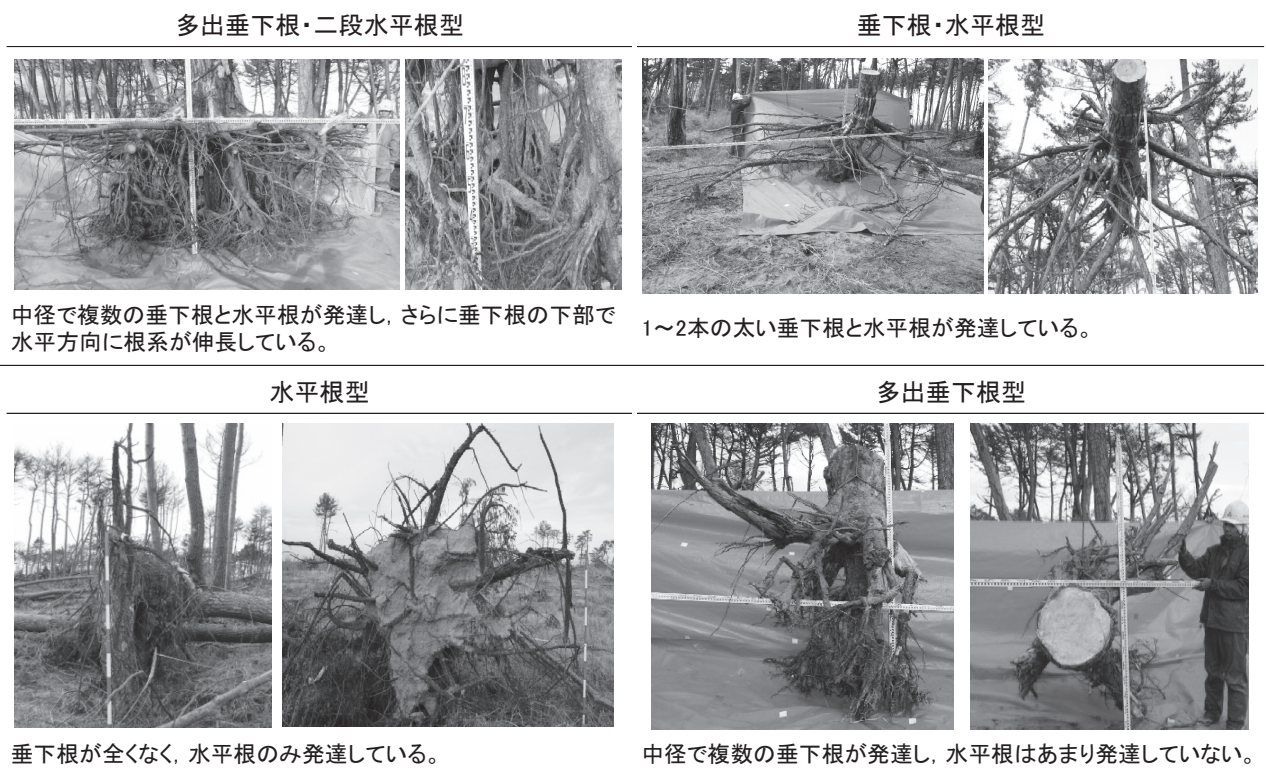 多出垂下根・二段水平根型
垂下根・水平根型
中径で複数の垂下根と水平根が発達し，さらに垂下根の下部で
水平方向に根系が伸長している。
1～2本の太い垂下根と水平根が発達している。
水平根型
多出垂下根型
垂下根が全くなく，水平根のみ発達している。
中径で複数の垂下根が発達し，水平根はあまり発達していない。